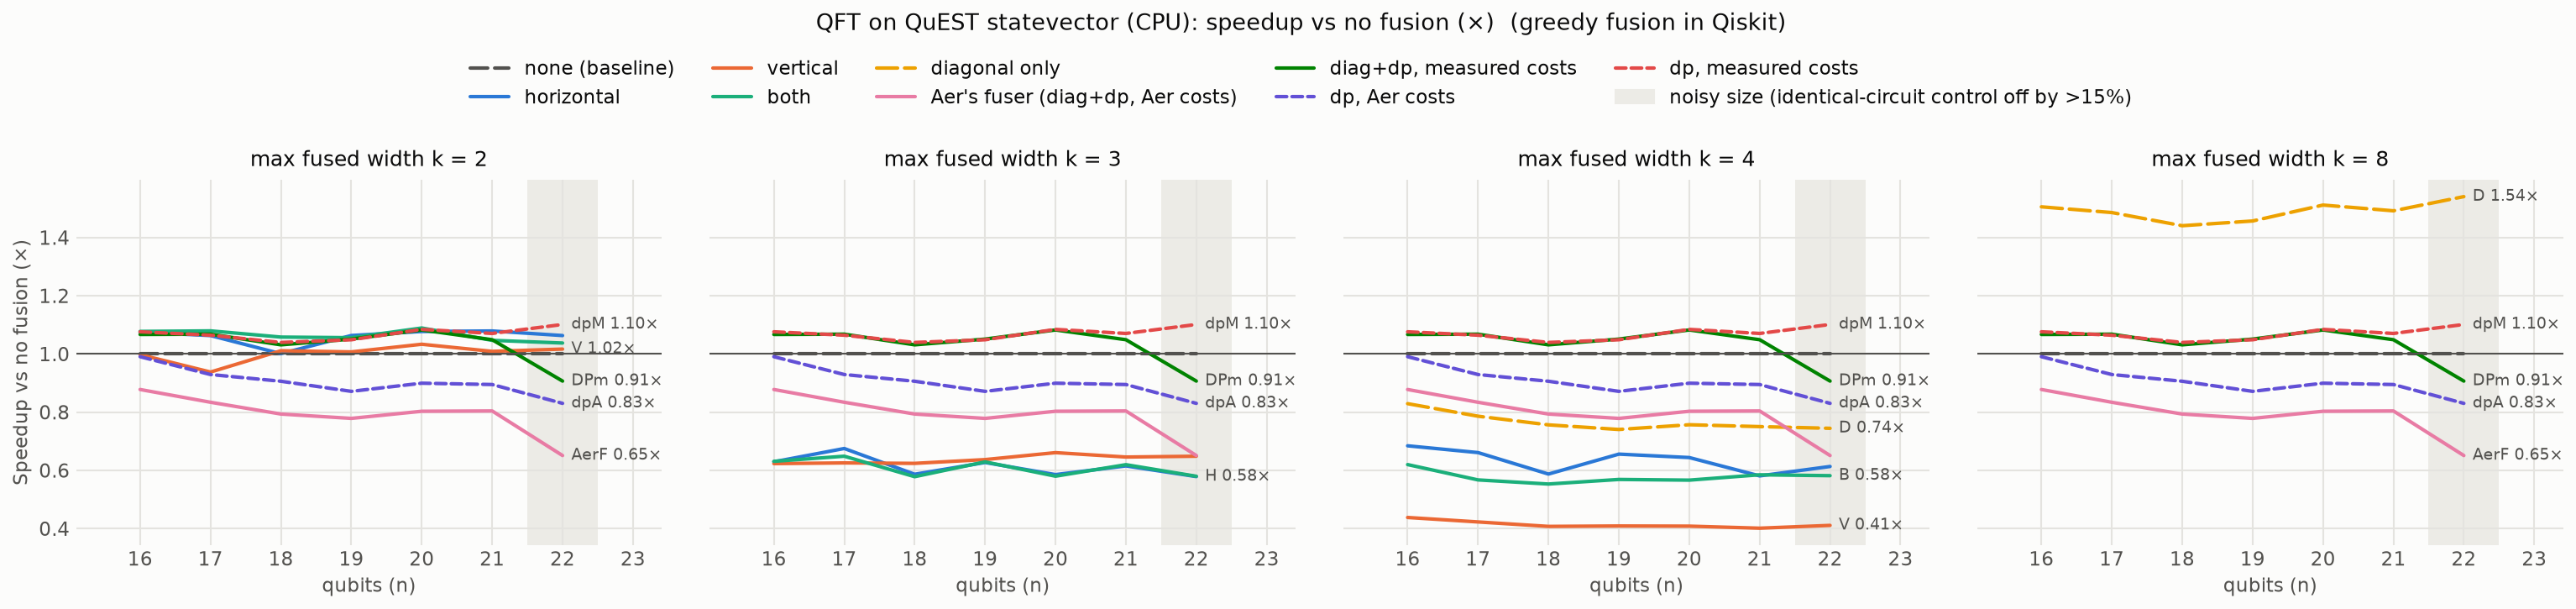 QFT on QuEST statevector (CPU): speedup vs no fusion (×)  (greedy fusion in Qiskit)
none (baseline)
horizontal
vertical
both
diagonal only
Aer's fuser (diag+dp, Aer costs)
diag+dp, measured costs
dp, Aer costs
dp, measured costs
noisy size (identical-circuit control off by >15%)
Speedup vs no fusion (×)
max fused width k = 2
1.4
1.2
1.0
0.8
0.6
0.4
dpM 1.10×
V 1.02×
DPm 0.91×
dpA 0.83×
AerF 0.65×
16 17 18 19 20 21 22 23
qubits (n)
max fused width k = 3
dpM 1.10×
DPm 0.91×
dpA 0.83×
H 0.58×
16 17 18 19 20 21 22 23
qubits (n)
max fused width k = 4
dpM 1.10×
DPm 0.91×
dpA 0.83×
D 0.74×
B 0.58×
V 0.41×
16 17 18 19 20 21 22 23
qubits (n)
max fused width k = 8
D 1.54×
dpM 1.10×
DPm 0.91×
dpA 0.83×
AerF 0.65×
16 17 18 19 20 21 22 23
qubits (n)